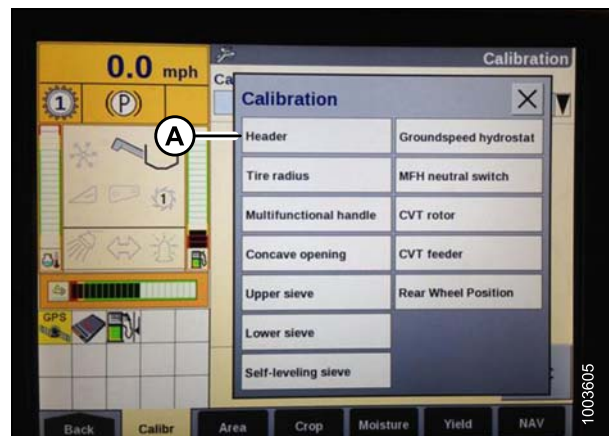 0.0 mph
Calibration
Ca
1
(P)
Calibration
A
Header
Groundspeed hydrostat
Tire radius
MFH neutral switch
Multifunctional handle
CVT rotor
Concave opening
CVT feeder
Upper sieve
Rear Wheel Position
Lower sieve
Self-leveling sieve
1
GPS
Back
Calibr
Area
Crop
Moisture
Yield
NAV
1003605